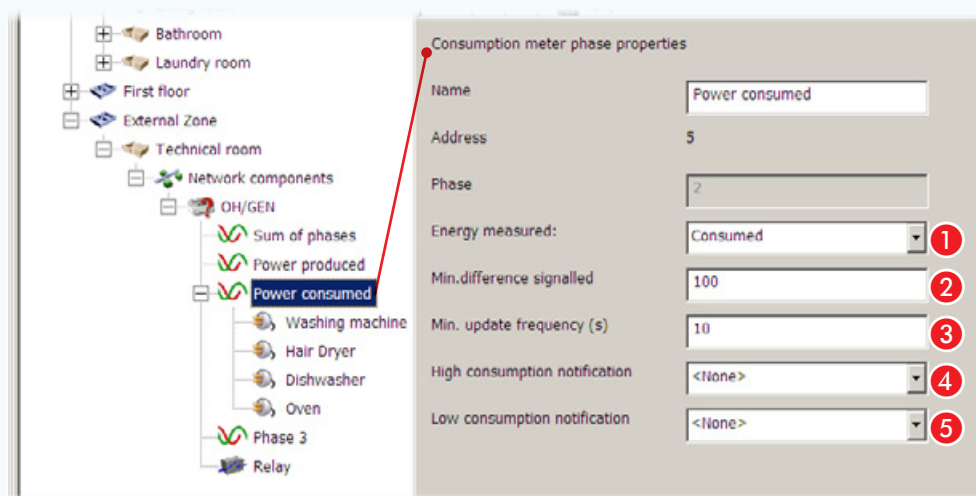 Bathroom
Laundry room
First floor
External Zone
Technical room
Network components
OH/GEN
Sum of phases
Power produced
Power consumed
Washing machine
Hair Dryer
Dishwasher
Oven
Phase 3
Relay
Consumption meter phase properties
Name Power consumed
Address 5
Phase 2
Energy measured: Consumed 1
Min.difference signalled 100 2
Min. update frequency (s) 10 3
High consumption notification <None> 4
Low consumption notification <None> 5